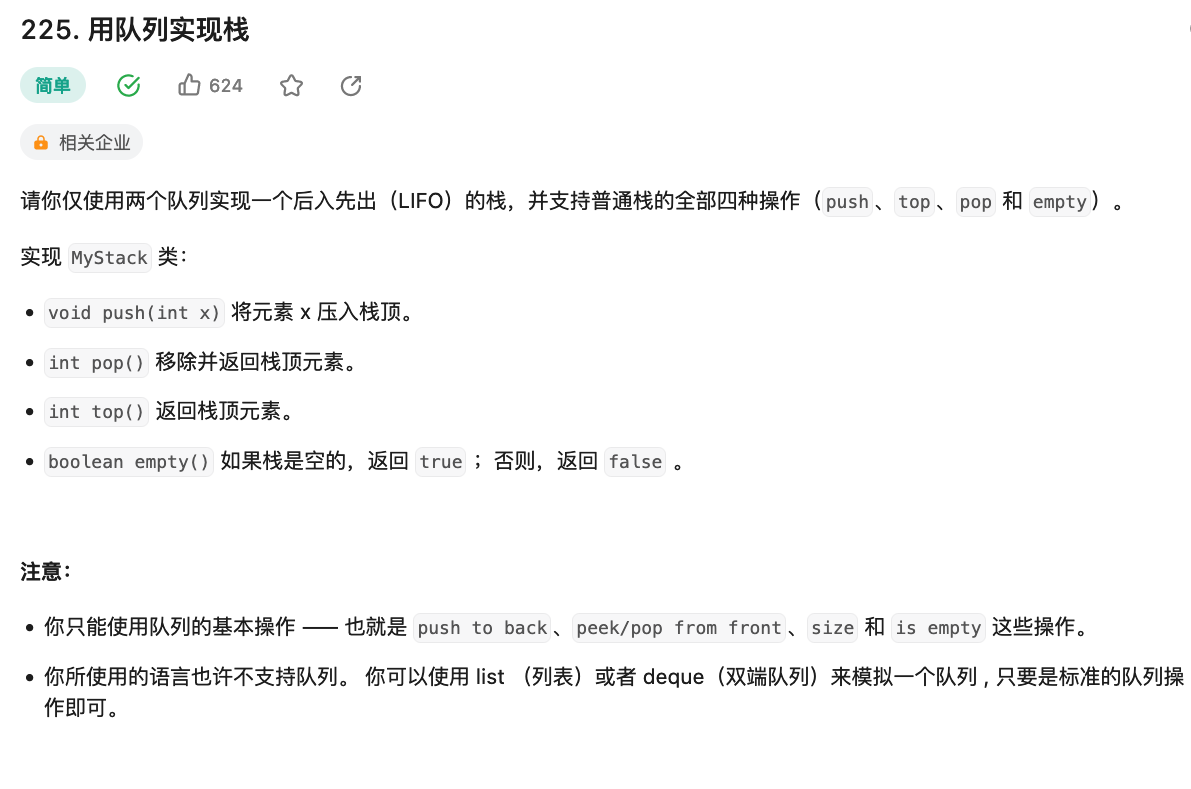 225. 用队列实现栈
简单 624
相关企业
请你仅使用两个队列实现一个后入先出（LIFO）的栈，并支持普通栈的全部四种操作（push、top、pop 和 empty）。
实现 MyStack 类：
• void push(int x) 将元素 x 压入栈顶。
• int pop() 移除并返回栈顶元素。
• int top() 返回栈顶元素。
• boolean empty() 如果栈是空的，返回 true ；否则，返回 false 。
注意：
• 你只能使用队列的基本操作 —— 也就是 push to back、peek/pop from front、size 和 is empty 这些操作。
• 你所使用的语言也许不支持队列。 你可以使用 list （列表）或者 deque（双端队列）来模拟一个队列 , 只要是标准的队列操
作即可。